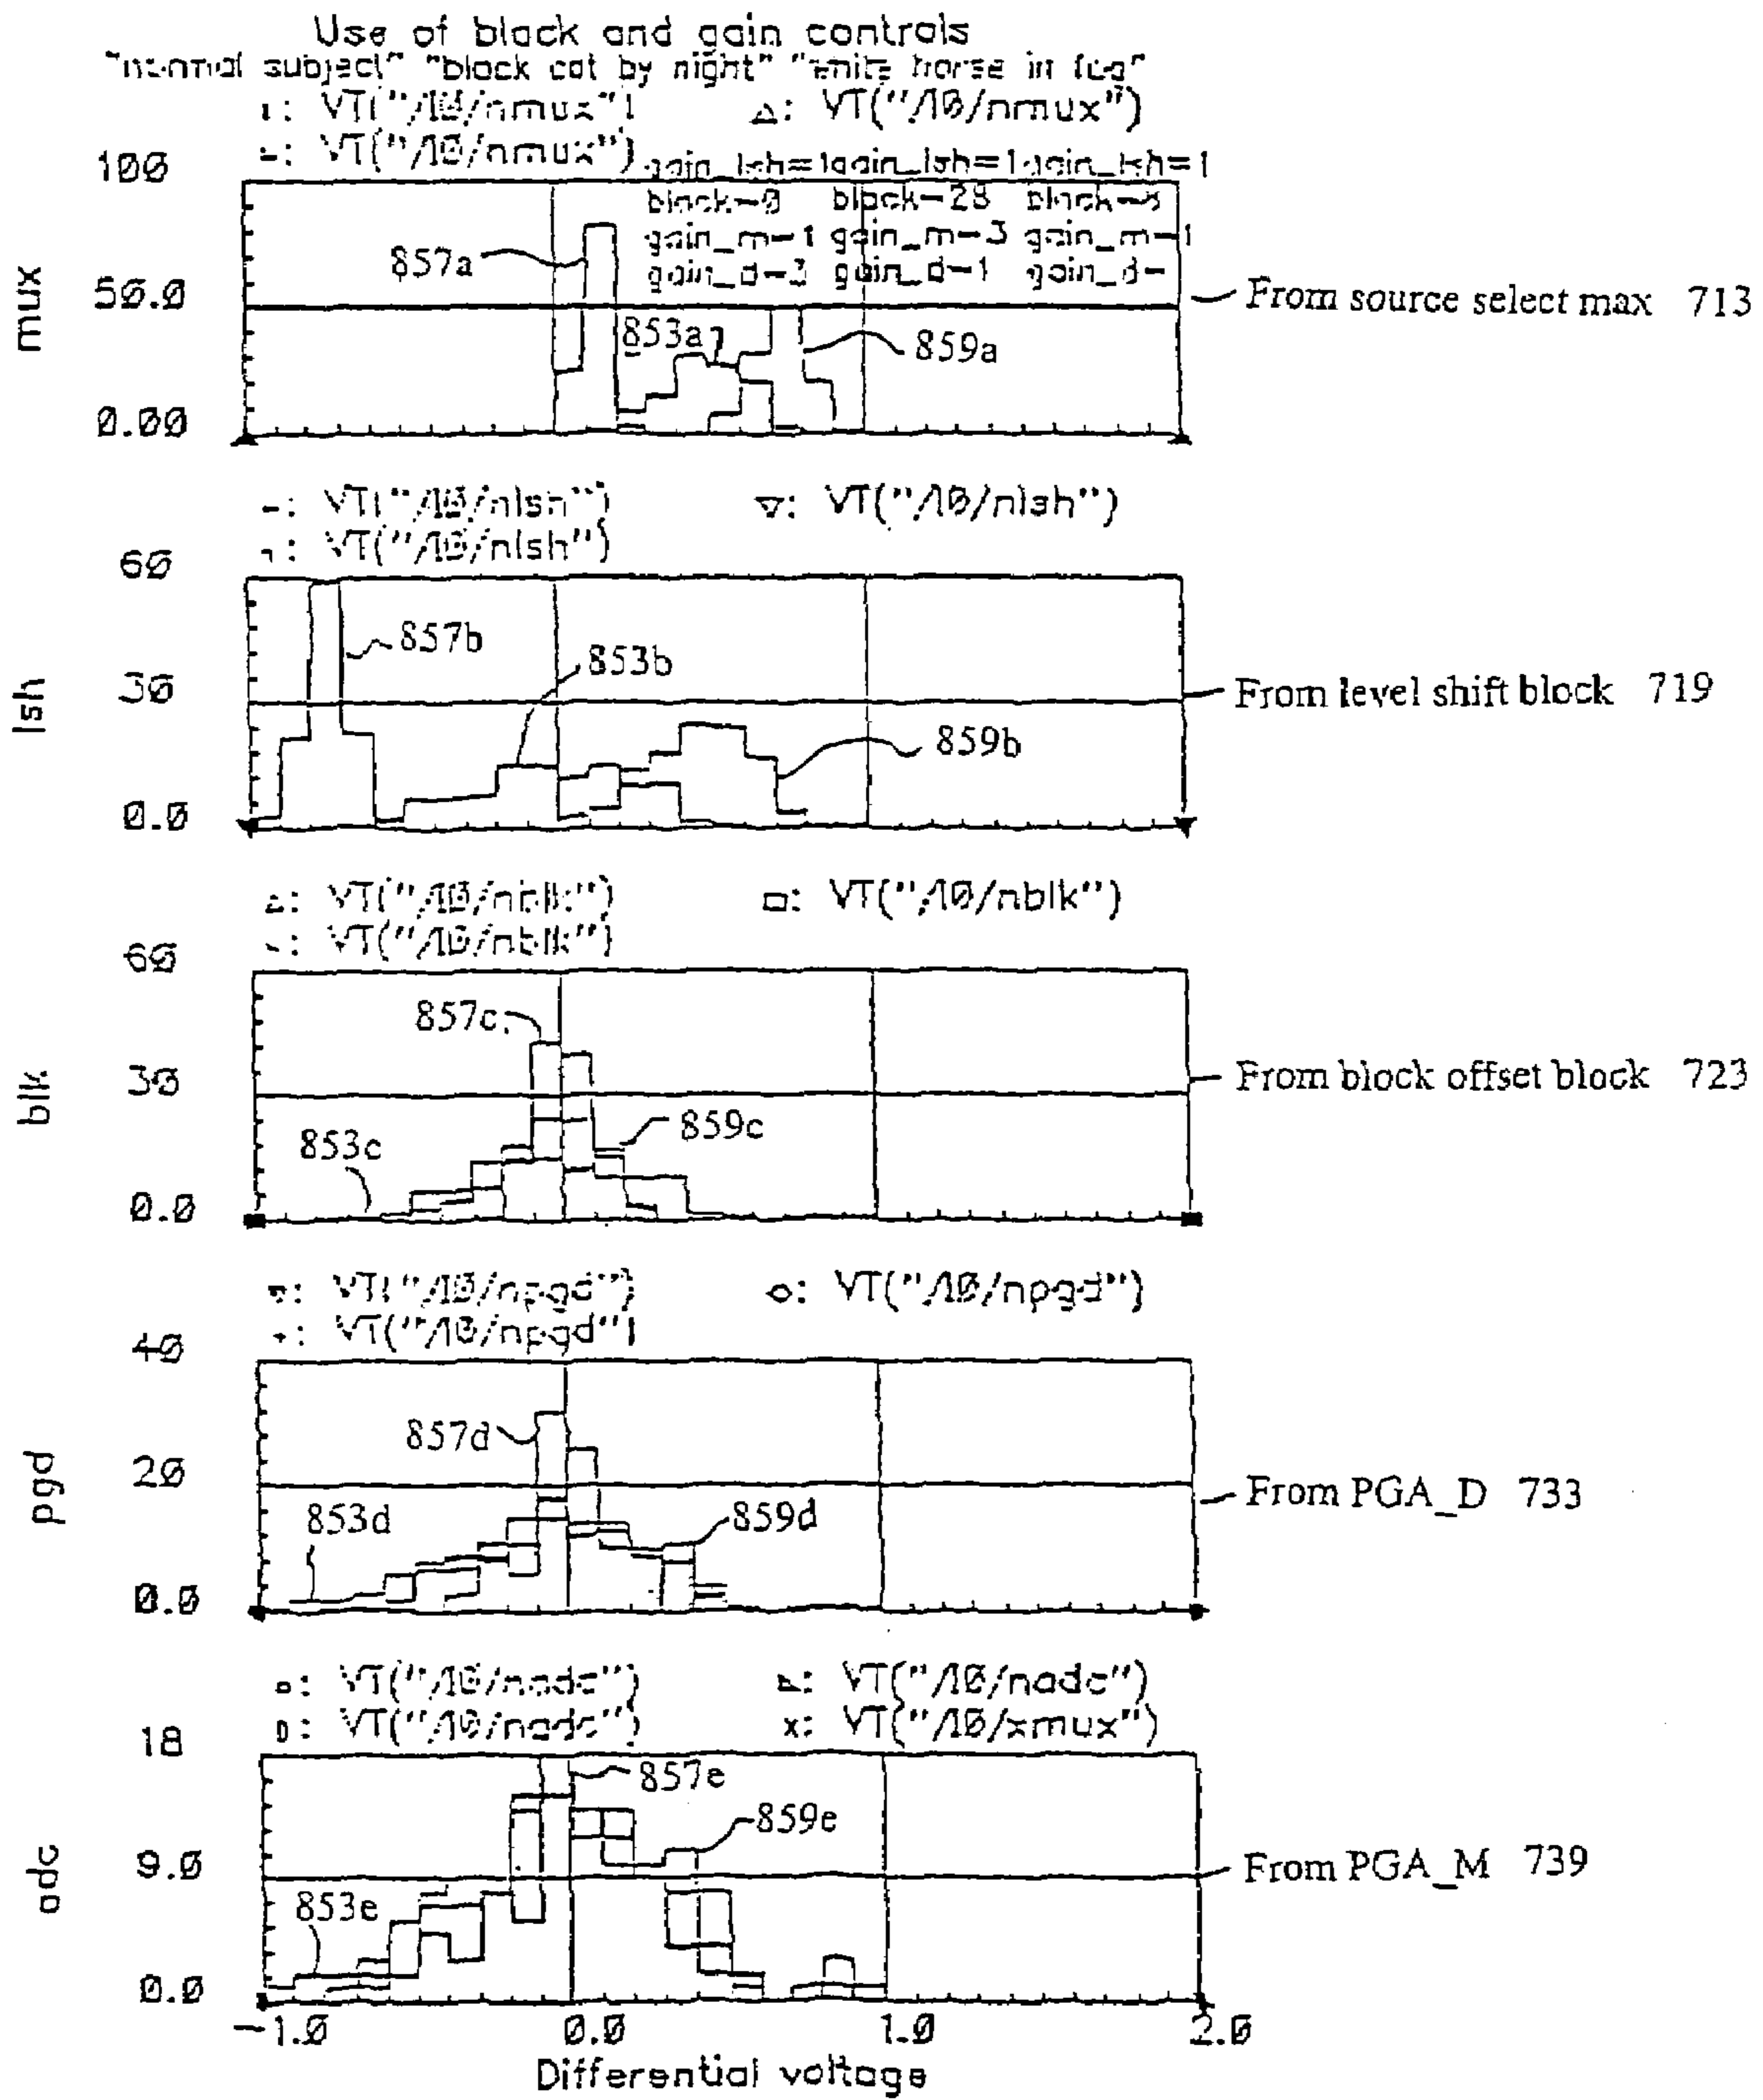 Use of black and gain controls
"normal subject" "black cat by night" "white horse in fog"
VT("/10/nmux") Δ: VT("/10/nmux")
VT("/10/nmux")
gain_lsh=1 gain_lsh=1 gain_lsh=1
black-0 black-28
gain_m-1 gain_m-3 gain_m-1
gain_d-3 gain_d-1 gain_d-
mux
100
50.0
0.00
857a
853a
859a
From source select max 713
-: VT("/10/nlsh") ▽: VT("/10/nlsh")
VT("/10/nlsh")
lsh
60
30
0.0
857b
853b
859b
From level shift block 719
VT("/10/nblk") □: VT("/10/nblk")
VT("/10/nblk")
blk
60
30
0.0
857c
853c
859c
From block offset block 723
VT("/10/npgd") ◇: VT("/10/npgd")
+: VT("/10/npgd")
pgd
40
20
0.0
857d
853d
859d
From PGA_D 733
VT("/10/nadc") VT("/10/nadc")
VT("/10/nadc") x: VT("/10/xmux")
adc
18
9.0
0.0
857e
859e
853e
From PGA_M 739
-1.0 0.0 1.0 2.0
Differential voltage